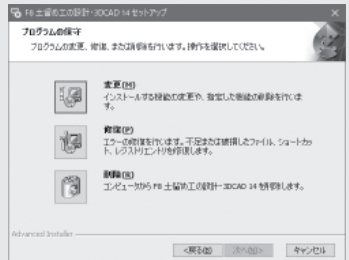 F8 土留め工の設計・3DCAD 14 セットアップ
プログラムの保守
プログラムの変更、修復、または削除を行います。操作を選択してください。
変更(M)
インストールする機能の変更や、指定した機能の削除を行いま
す。
修復(P)
エラーの修復を行います。不足または破損したファイル、ショートカッ
ト、レジストリエントリを修復します。
削除(R)
コンピュータから F8 土留め工の設計・3DCAD 14 を削除します。
Advanced Installer
<戻る(B) 次へ(N)> キャンセル